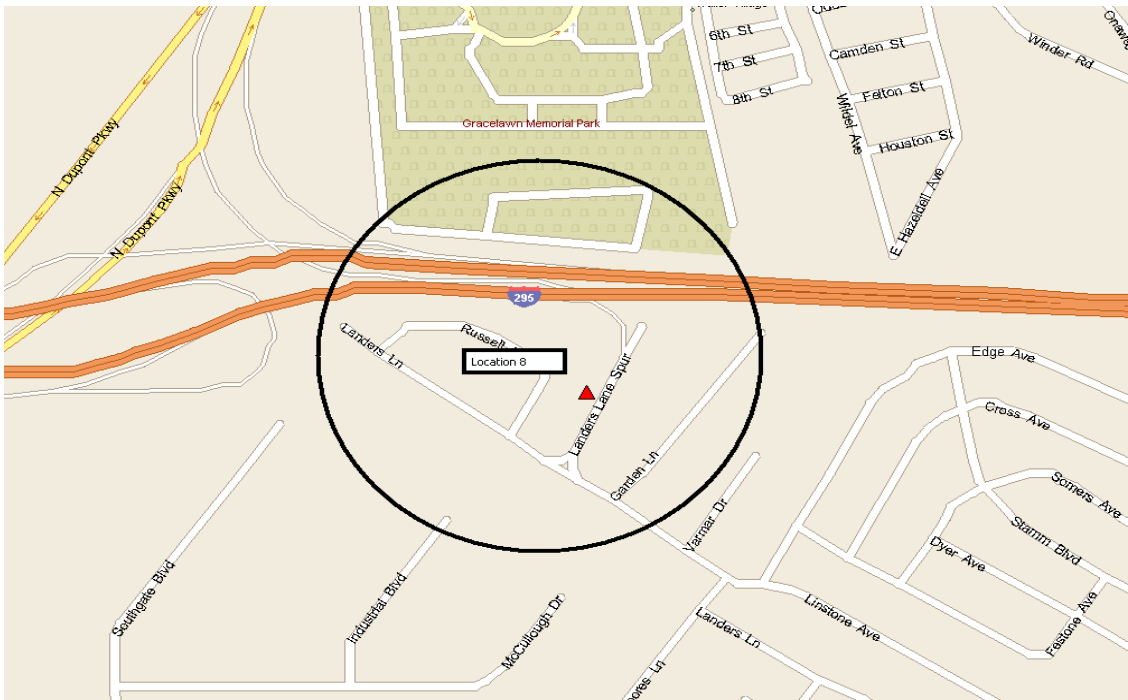 6th St
7th St
8th St
Camden St
Felton St
Houston St
Wildel Ave
E Hazeldell Ave
Winder Rd
N Dupont Pkwy
N Dupont Pkwy
Gracelawn Memorial Park
295
Landers Ln
Russell
Location 8
Landers Lane Spur
Garden Ln
Varmar Dr
Edge Ave
Cross Ave
Somers Ave
Stamm Blvd
Dyer Ave
Festone Ave
Linstone Ave
Landers Ln
Southgate Blvd
Industrial Blvd
McCullough Dr
ores Ln